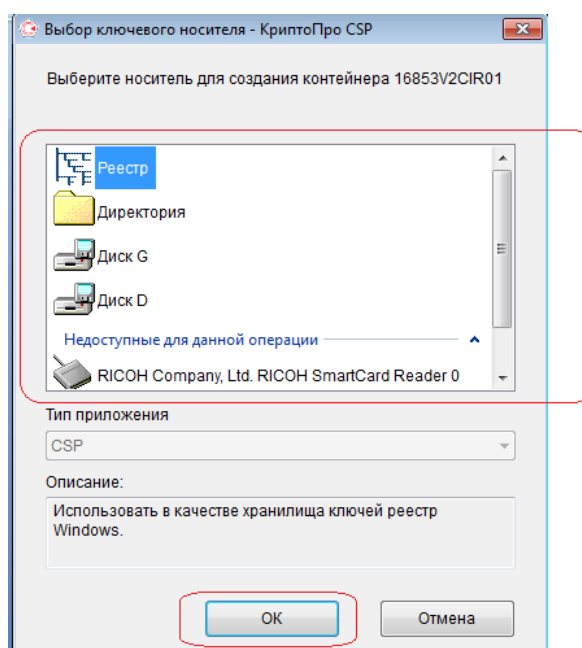 Выбор ключевого носителя - КриптоПро CSP
Выберите носитель для создания контейнера 16853V2CIR01
Реестр
Директория
Диск G
Диск D
Недоступные для данной операции
RICOH Company, Ltd. RICOH SmartCard Reader 0
Тип приложения
CSP
Описание:
Использовать в качестве хранилища ключей реестр
Windows.
ОК
Отмена